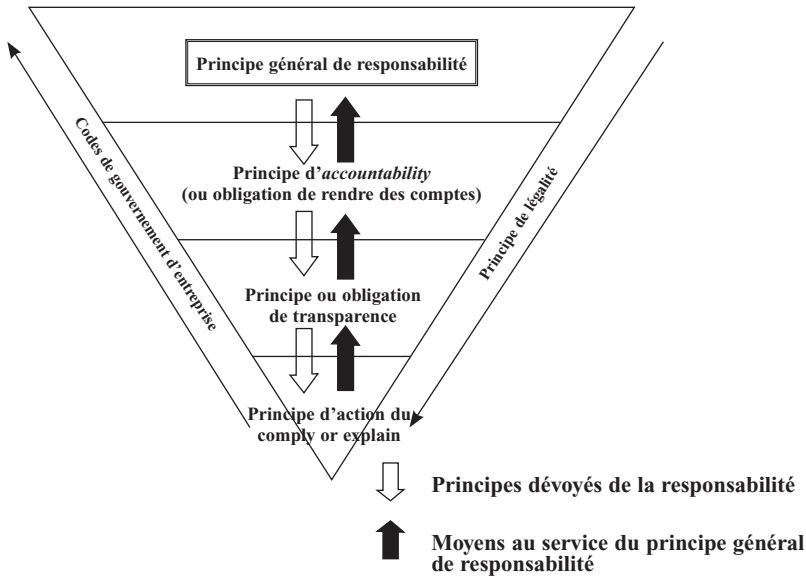 Principe général de responsabilité
Codes de gouvernement d'entreprise
Principe d'accountability
(ou obligation de rendre des comptes)
Principe de légalité
Principe ou obligation
de transparence
Principe d'action du
comply or explain
Principes dévoyés de la responsabilité
Moyens au service du principe général
de responsabilité